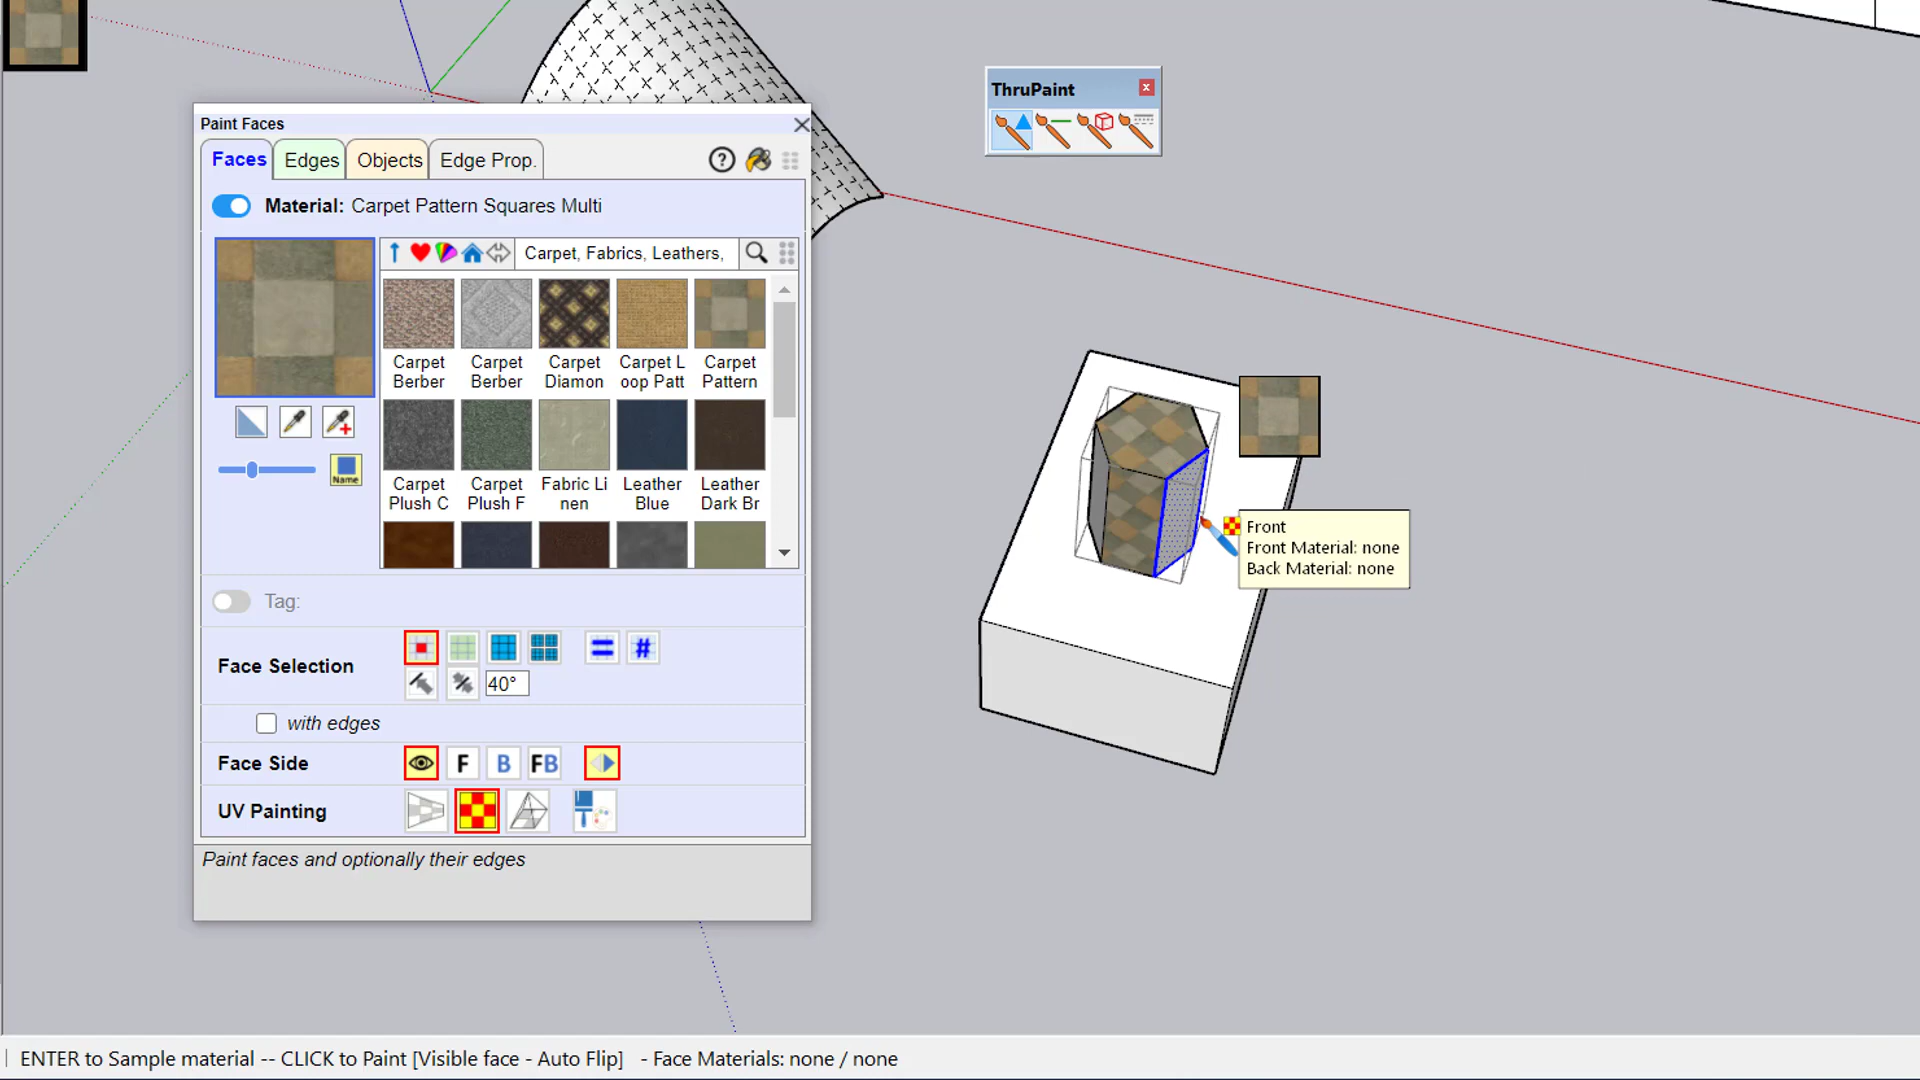 ThruPaint
Paint Faces
Faces
Edges
Objects
Edge Prop.
Material: Carpet Pattern Squares Multi
Carpet, Fabrics, Leathers,
Carpet Berber
Carpet Berber
Carpet Diamon
Carpet L oop Patt
Carpet Pattern
Carpet Plush C
Carpet Plush F
Fabric Li nen
Leather Blue
Leather Dark Br
Name
Tag:
Face Selection
#
40°
with edges
Face Side
F
B
FB
UV Painting
Paint faces and optionally their edges
Front
Front Material: none
Back Material: none
ENTER to Sample material -- CLICK to Paint [Visible face - Auto Flip] - Face Materials: none / none